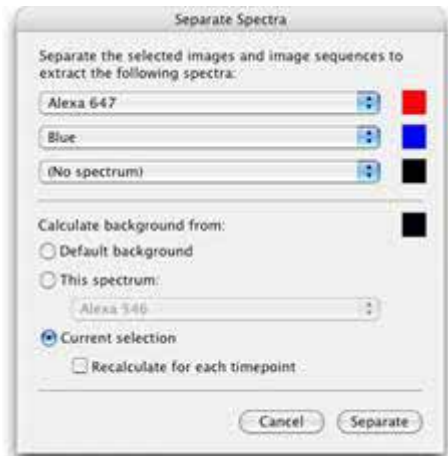 Separate Spectra
Separate the selected images and image sequences to
extract the following spectra:
Alexa 647
Blue
(No spectrum)
Calculate background from:
Default background
This spectrum:
Alexa 546
Current selection
Recalculate for each timepoint
Cancel
Separate